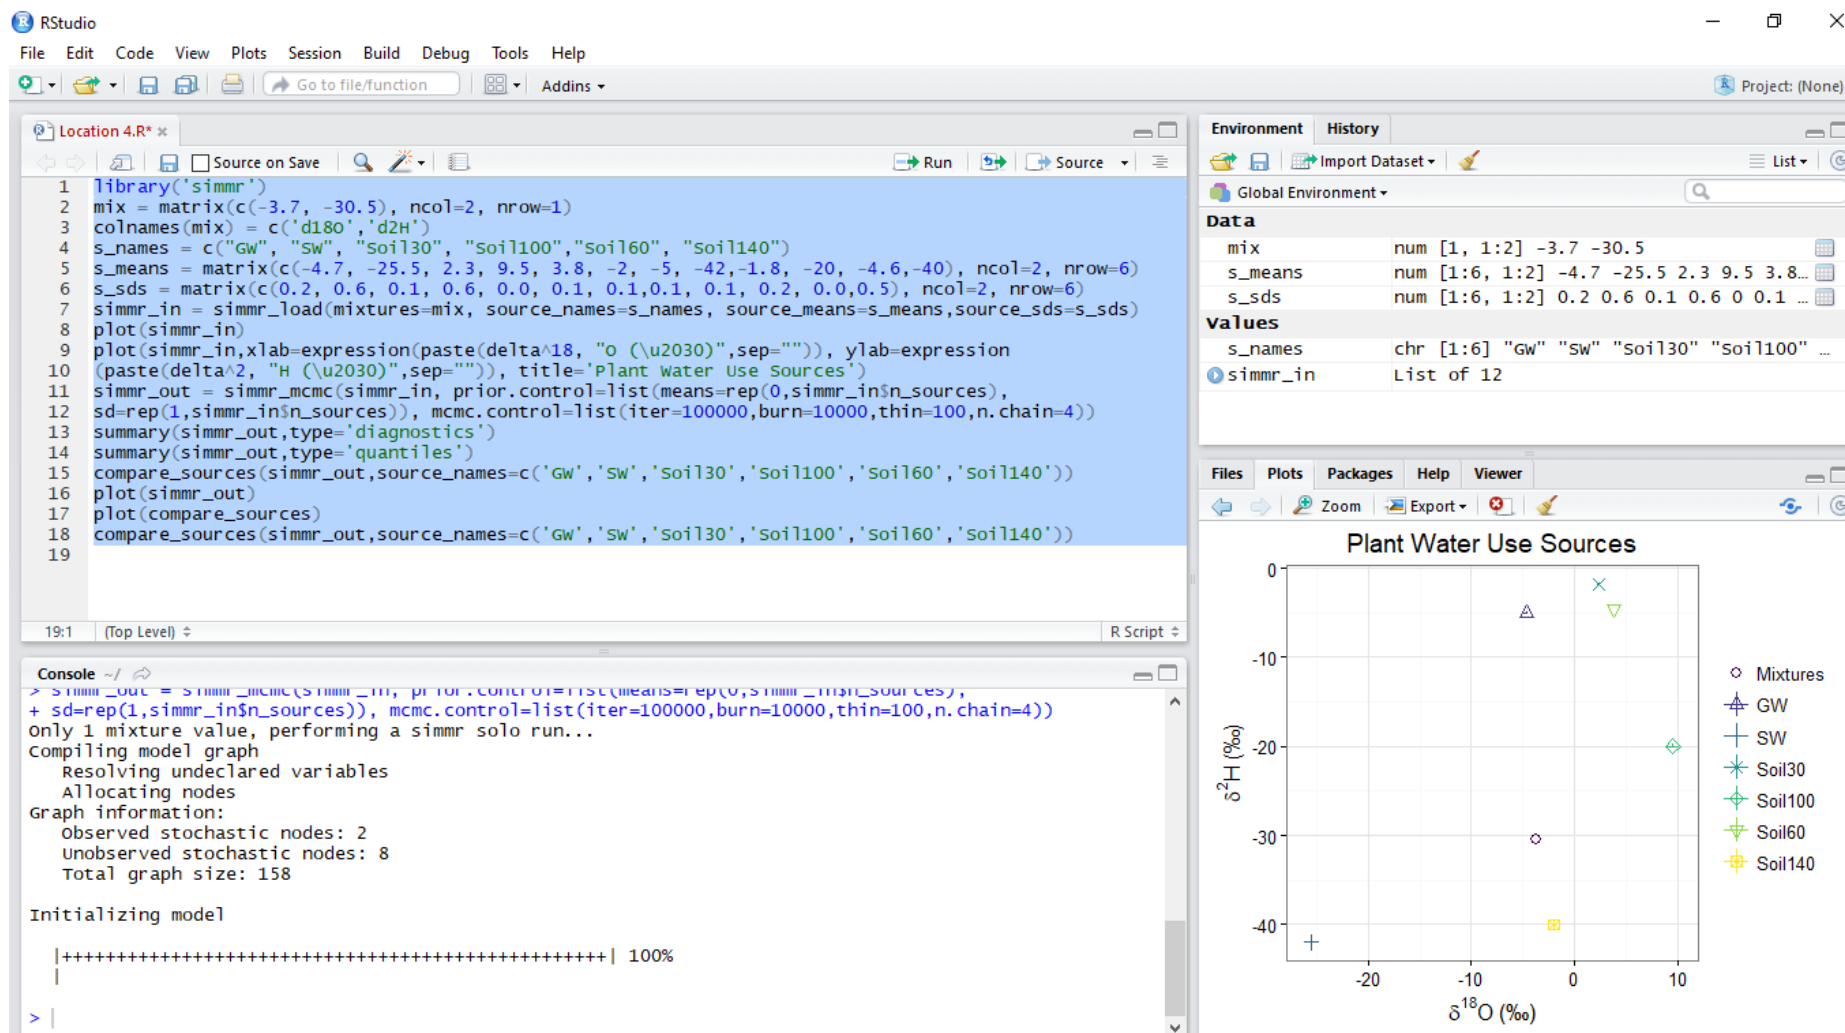 RStudio
File Edit Code View Plots Session Build Debug Tools Help
Go to file/function Addins Project: (None)
Location 4.R*
Source on Save Run Source
1 library('simmr')
2 mix = matrix(c(-3.7, -30.5), ncol=2, nrow=1)
3 colnames(mix) = c('d18O','d2H')
4 s_names = c("GW", "SW", "Soil30", "Soil100","Soil60", "Soil140")
5 s_means = matrix(c(-4.7, -25.5, 2.3, 9.5, 3.8, -2, -5, -42,-1.8, -20, -4.6,-40), ncol=2, nrow=6)
6 s_sds = matrix(c(0.2, 0.6, 0.1, 0.6, 0.0, 0.1, 0.1,0.1, 0.1, 0.2, 0.0,0.5), ncol=2, nrow=6)
7 simmr_in = simmr_load(mixtures=mix, source_names=s_names, source_means=s_means,source_sds=s_sds)
8 plot(simmr_in)
9 plot(simmr_in,xlab=expression(paste(delta^18, "O (\u2030)",sep="")), ylab=expression
10 (paste(delta^2, "H (\u2030)",sep="")), title='Plant Water Use Sources')
11 simmr_out = simmr_mcmc(simmr_in, prior.control=list(means=rep(0,simmr_in$n_sources),
12 sd=rep(1,simmr_in$n_sources)), mcmc.control=list(iter=100000,burn=10000,thin=100,n.chain=4))
13 summary(simmr_out,type='diagnostics')
14 summary(simmr_out,type='quantiles')
15 compare_sources(simmr_out,source_names=c('GW','SW','Soil30','Soil100','Soil60','Soil140'))
16 plot(simmr_out)
17 plot(compare_sources)
18 compare_sources(simmr_out,source_names=c('GW','SW','Soil30','Soil100','Soil60','Soil140'))
19
19:1 (Top Level) R Script
Console ~/
> simmr_out = simmr_mcmc(simmr_in, prior.control=list(means=rep(0,simmr_in$n_sources),
+ sd=rep(1,simmr_in$n_sources)), mcmc.control=list(iter=100000,burn=10000,thin=100,n.chain=4))
Only 1 mixture value, performing a simmr solo run...
Compiling model graph
Resolving undeclared variables
Allocating nodes
Graph information:
Observed stochastic nodes: 2
Unobserved stochastic nodes: 8
Total graph size: 158
Initializing model
|++++++++++++++++++++++++++++++++++++++++++++++++++| 100%
|
>
Environment History
Import Dataset List
Global Environment
Data
mix num [1, 1:2] -3.7 -30.5
s_means num [1:6, 1:2] -4.7 -25.5 2.3 9.5 3.8…
s_sds num [1:6, 1:2] 0.2 0.6 0.1 0.6 0 0.1 …
Values
s_names chr [1:6] "GW" "SW" "Soil30" "Soil100" …
simmr_in List of 12
Files Plots Packages Help Viewer
Zoom Export
Plant Water Use Sources
0
-10
-20
-30
-40
δ²H (‰)
-20 -10 0 10
δ¹⁸O (‰)
Mixtures
GW
SW
Soil30
Soil100
Soil60
Soil140